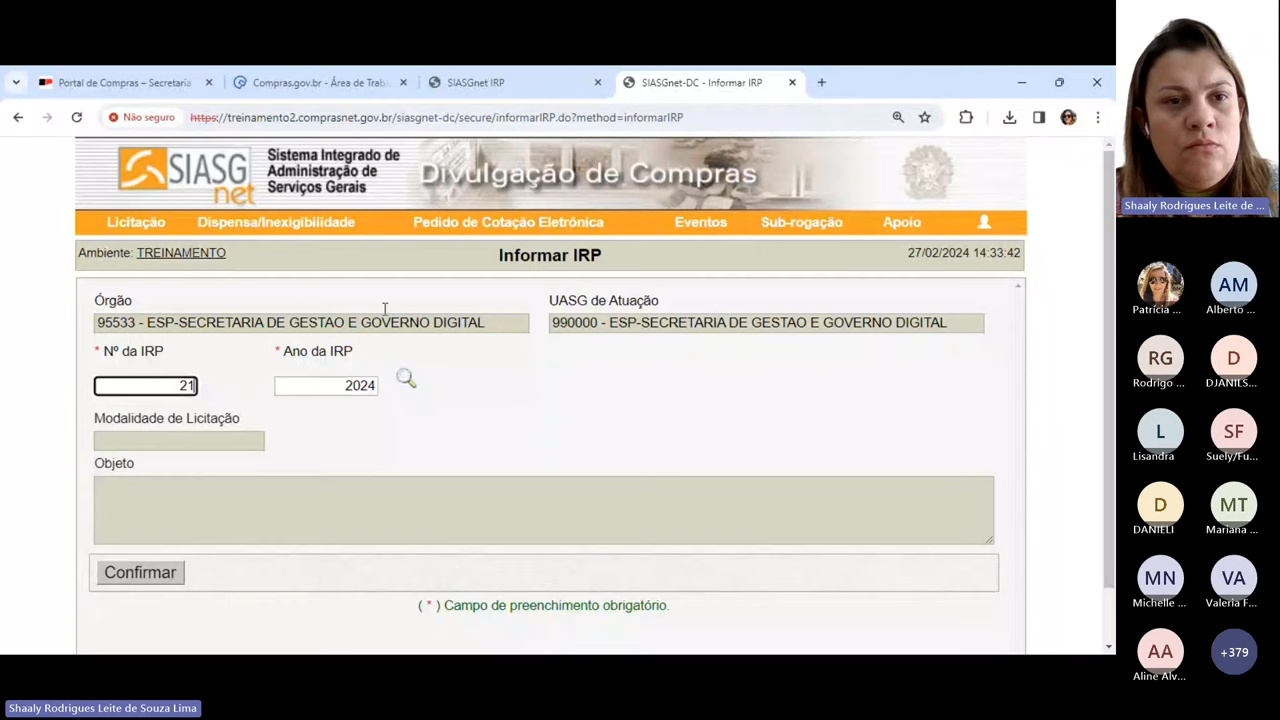 Portal de Compras – Secretaria
Compras.gov.br - Área de Trab
SIASGnet IRP
SIASGnet-DC - Informar IRP
Não seguro
https://treinamento2.comprasnet.gov.br/siasgnet-dc/secure/informarIRP.do?method=informarIRP
SIASG
net
Sistema Integrado de
Administração de
Serviços Gerais
Divulgação de Compras
Licitação
Dispensa/Inexigibilidade
Pedido de Cotação Eletrônica
Eventos
Sub-rogação
Apoio
Ambiente: TREINAMENTO
Informar IRP
27/02/2024 14:33:42
Órgão
UASG de Atuação
95533 - ESP-SECRETARIA DE GESTAO E GOVERNO DIGITAL
990000 - ESP-SECRETARIA DE GESTAO E GOVERNO DIGITAL
* Nº da IRP
* Ano da IRP
21
2024
Modalidade de Licitação
Objeto
Confirmar
( * ) Campo de preenchimento obrigatório.
Shaaly Rodrigues Leite de ...
Patrícia ...
AM
Alberto ...
RG
Rodrigo ...
D
DJANILS...
L
Lisandra
SF
Suely/Fu...
D
DANIELI
MT
Mariana ...
MN
Michelle ...
VA
Valeria F...
AA
Aline Alv...
+379
Shaaly Rodrigues Leite de Souza Lima